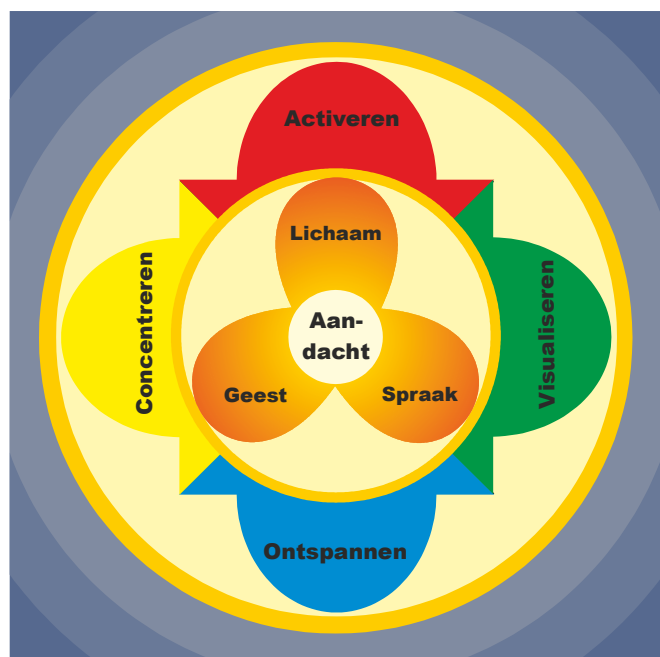 Activeren
Lichaam
Concentreren
Visualiseren
Aan-
dacht
Geest
Spraak
Ontspannen